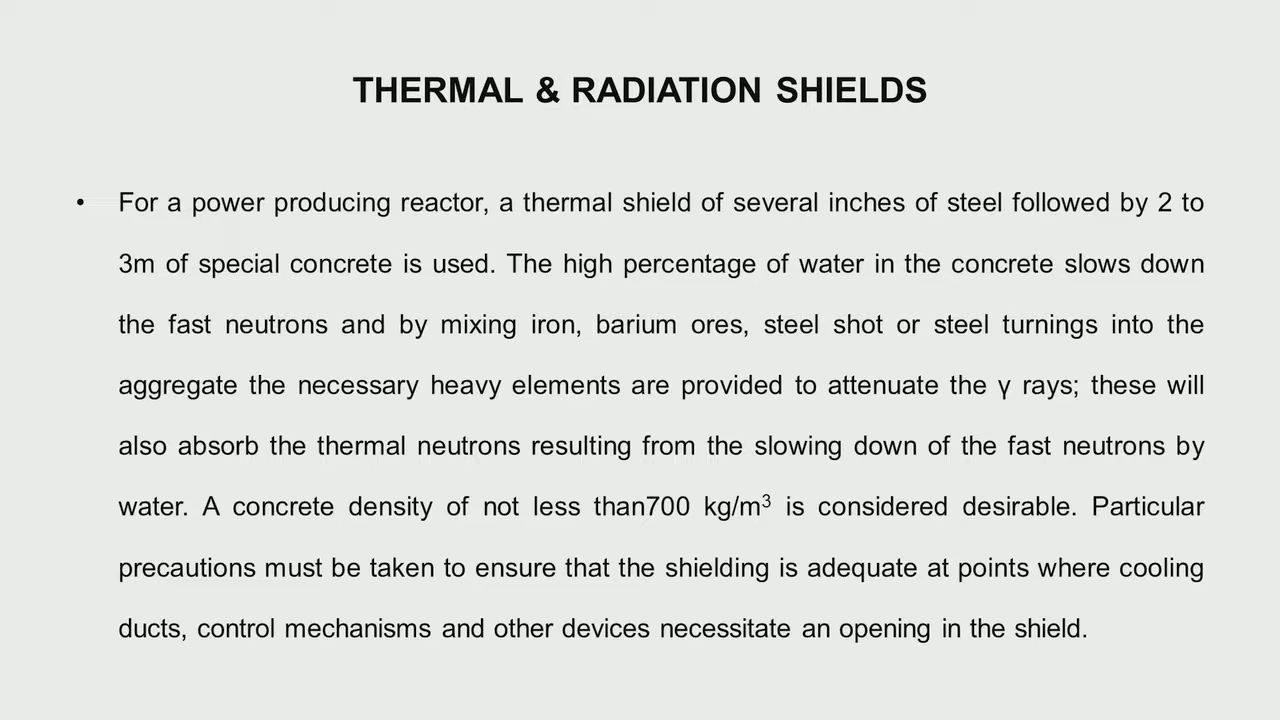 THERMAL & RADIATION SHIELDS
• For a power producing reactor, a thermal shield of several inches of steel followed by 2 to
3m of special concrete is used. The high percentage of water in the concrete slows down
the fast neutrons and by mixing iron, barium ores, steel shot or steel turnings into the
aggregate the necessary heavy elements are provided to attenuate the γ rays; these will
also absorb the thermal neutrons resulting from the slowing down of the fast neutrons by
water. A concrete density of not less than700 kg/m³ is considered desirable. Particular
precautions must be taken to ensure that the shielding is adequate at points where cooling
ducts, control mechanisms and other devices necessitate an opening in the shield.